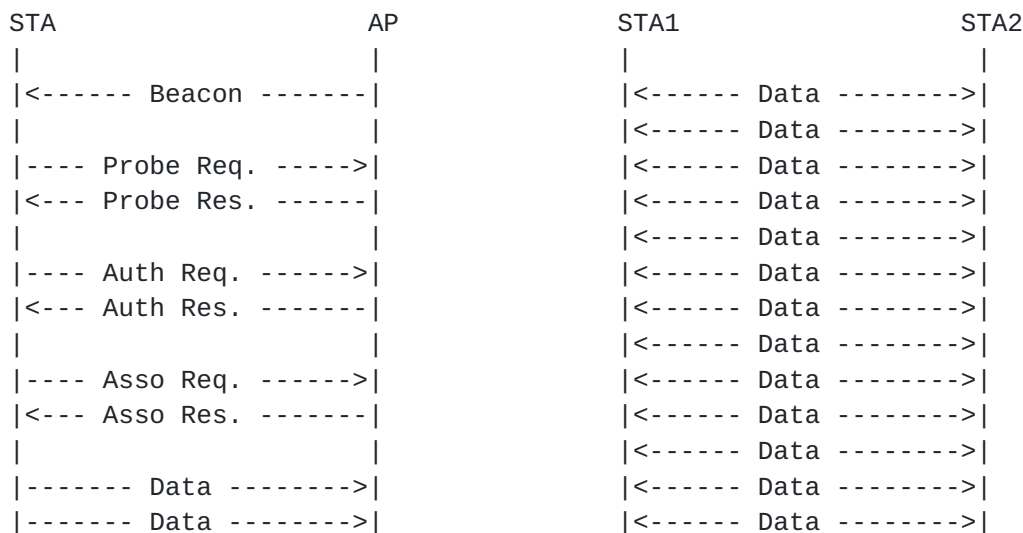 STA                    AP               STA1                  STA2
|                      |               |                      |
|<------ Beacon -------|               |<------ Data -------->|
|                      |               |<------ Data -------->|
|---- Probe Req. ----->|               |<------ Data -------->|
|<--- Probe Res. ------|               |<------ Data -------->|
|                      |               |<------ Data -------->|
|---- Auth Req. ------>|               |<------ Data -------->|
|<--- Auth Res. -------|               |<------ Data -------->|
|                      |               |<------ Data -------->|
|---- Asso Req. ------>|               |<------ Data -------->|
|<--- Asso Res. -------|               |<------ Data -------->|
|                      |               |<------ Data -------->|
|------- Data -------->|               |<------ Data -------->|
|------- Data -------->|               |<------ Data -------->|